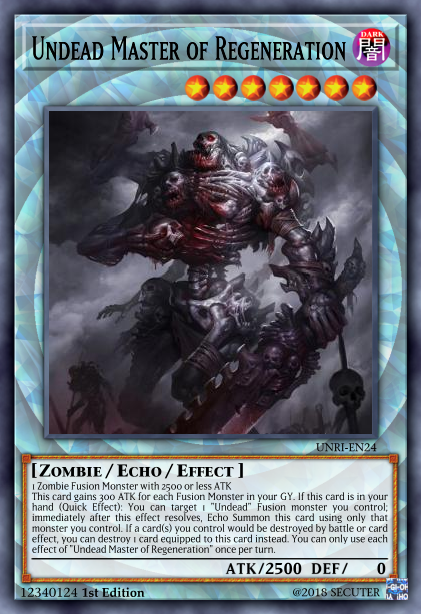 UNDEAD MASTER OF REGENERATION
DARK
闇
UNRI-EN24
[ZOMBIE / ECHO / EFFECT ]
1 Zombie Fusion Monster with 2500 or less ATK
This card gains 300 ATK for each Fusion Monster in your GY. If this card is in your
hand (Quick Effect): You can target 1 "Undead" Fusion monster you control;
immediately after this effect resolves, Echo Summon this card using only that
monster you control. If a card(s) you control would be destroyed by battle or card
effect, you can destroy 1 card equipped to this card instead. You can only use each
effect of "Undead Master of Regeneration" once per turn.
ATK/2500 DEF/ 0
12340124 1st Edition
©2018 SECUTER